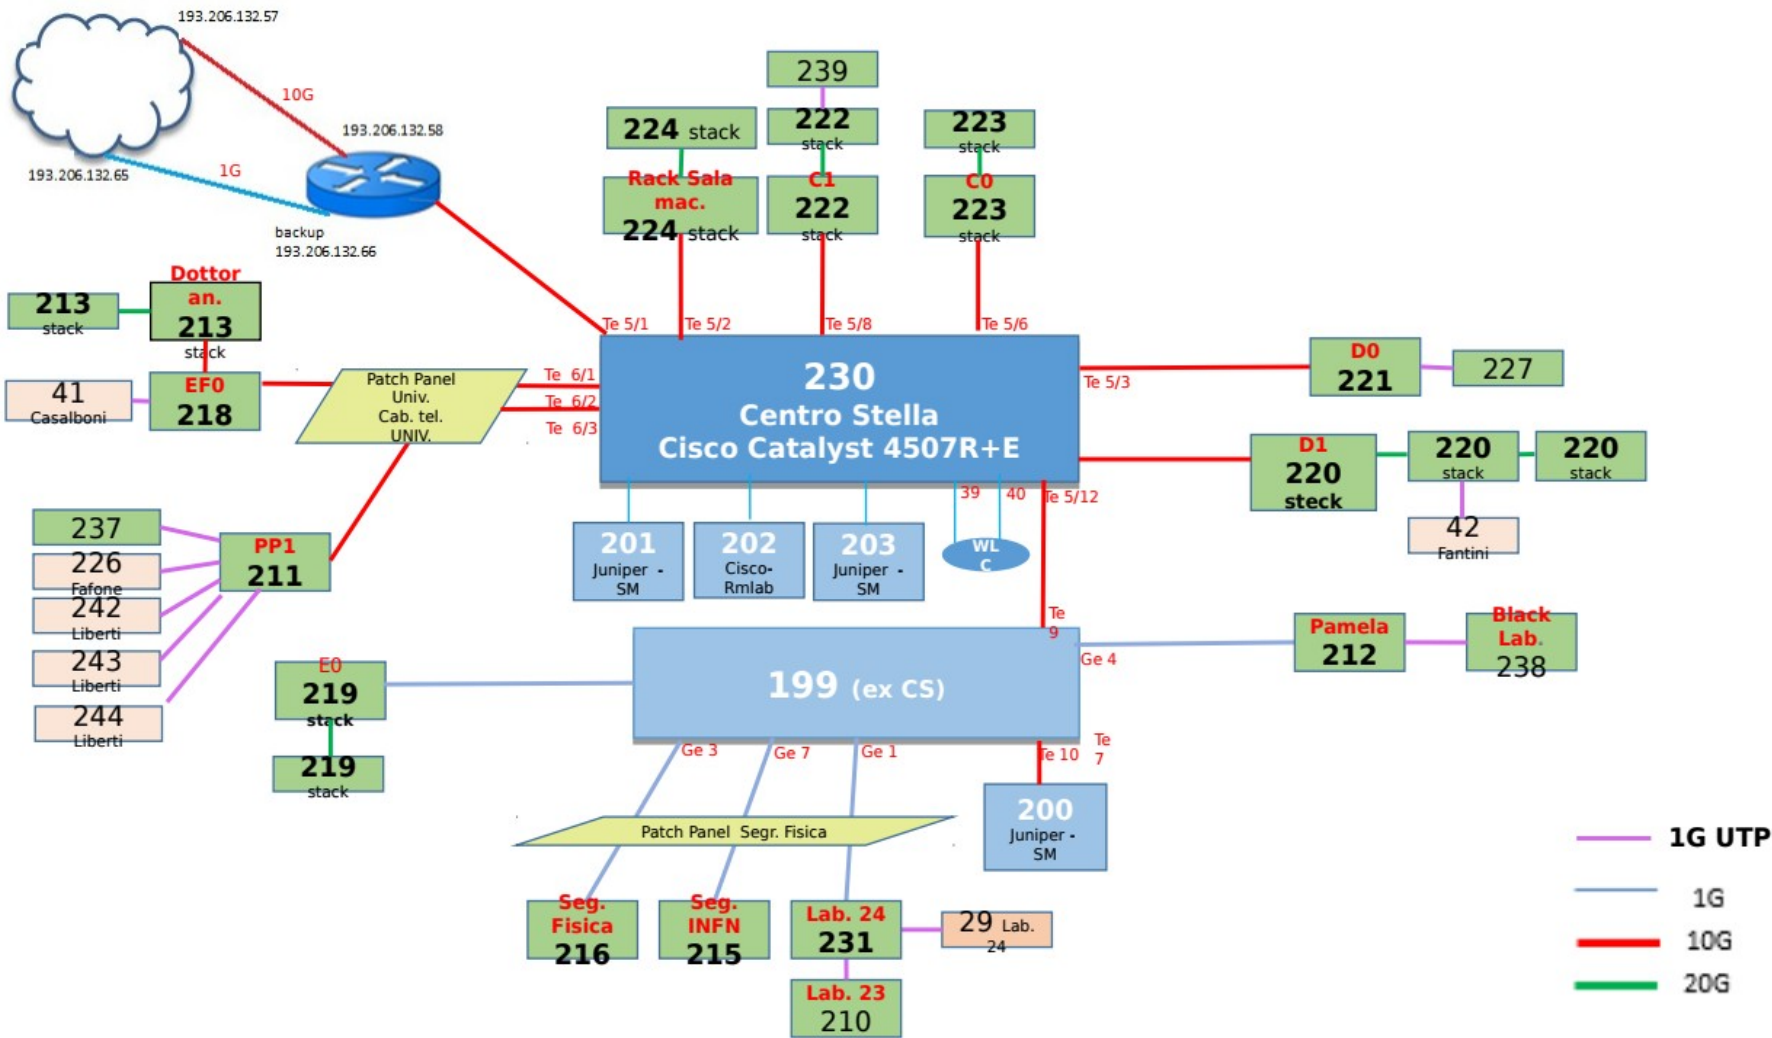 193.206.132.57
10G
193.206.132.58
193.206.132.65
1G
backup
193.206.132.66
239
224 stack
222
stack
223
stack
Rack Sala
mac.
224 stack
C1
222
stack
C0
223
stack
Dottor
an.
213
stack
213
stack
41
Casalboni
EF0
218
Patch Panel
Univ.
Cab. tel.
UNIV.
Te 5/1
Te 5/2
Te 5/8
Te 5/6
Te 6/1
Te 6/2
Te 6/3
230
Centro Stella
Cisco Catalyst 4507R+E
Te 5/3
D0
221
227
D1
220
steck
220
stack
220
stack
42
Fantini
39
40
Te 5/12
201
Juniper -
SM
202
Cisco-
Rmlab
203
Juniper -
SM
WL
C
237
226
Fafone
242
Liberti
243
Liberti
244
Liberti
PP1
211
Te
9
Ge 4
Pamela
212
Black
Lab.
238
E0
219
stack
219
stack
199 (ex CS)
Ge 3
Ge 7
Ge 1
Te 10
Te
7
Patch Panel Segr. Fisica
200
Juniper -
SM
Seg.
Fisica
216
Seg.
INFN
215
Lab. 24
231
29 Lab.
24
Lab. 23
210
1G UTP
1G
10G
20G